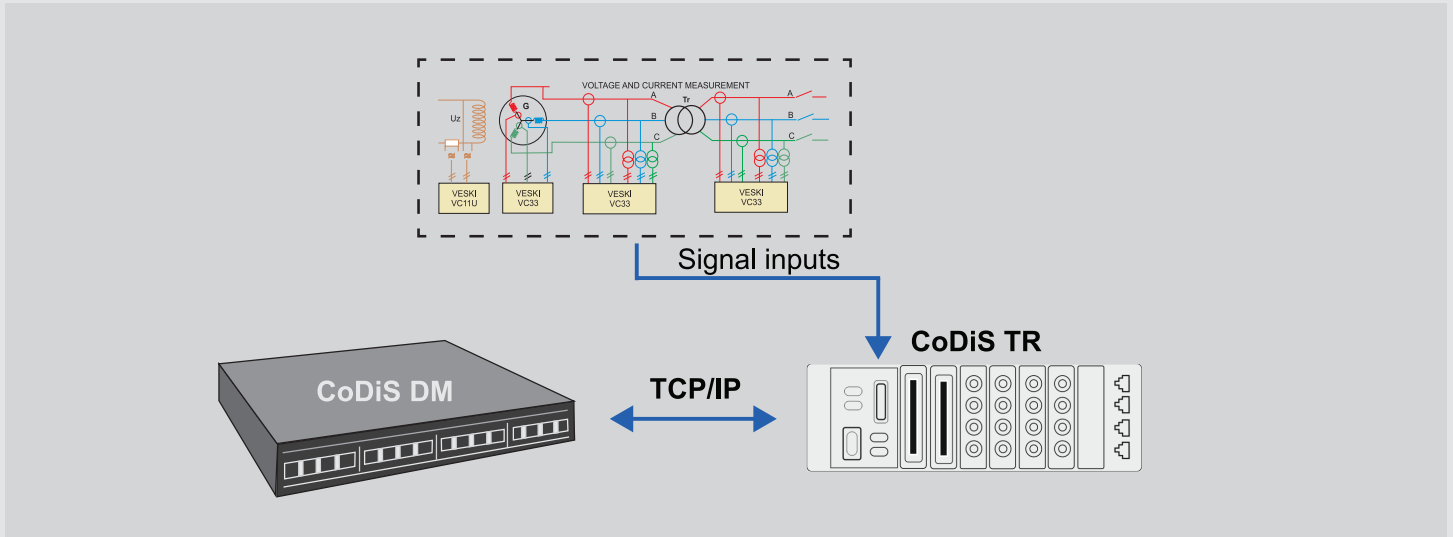 VOLTAGE AND CURRENT MEASUREMENT
A
B
C
Tr
A
B
C
Uz
G
VESKI
VC11U
VESKI
VC33
VESKI
VC33
VESKI
VC33
Signal inputs
CoDiS TR
CoDiS DM
TCP/IP